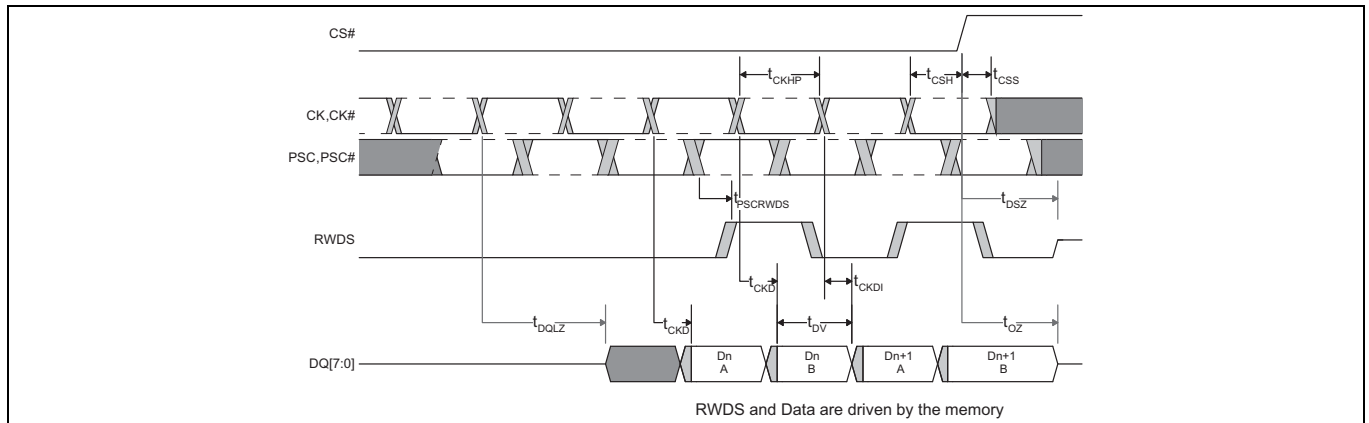 CS#
tCKHP
tCSH
tCSS
CK,CK#
PSC,PSC#
tPSCRWDS
tDSZ
RWDS
tCKD
tCKDI
tDQLZ
tCKD
tDV
tOZ
DQ[7:0]
Dn
A
Dn
B
Dn+1
A
Dn+1
B
RWDS and Data are driven by the memory